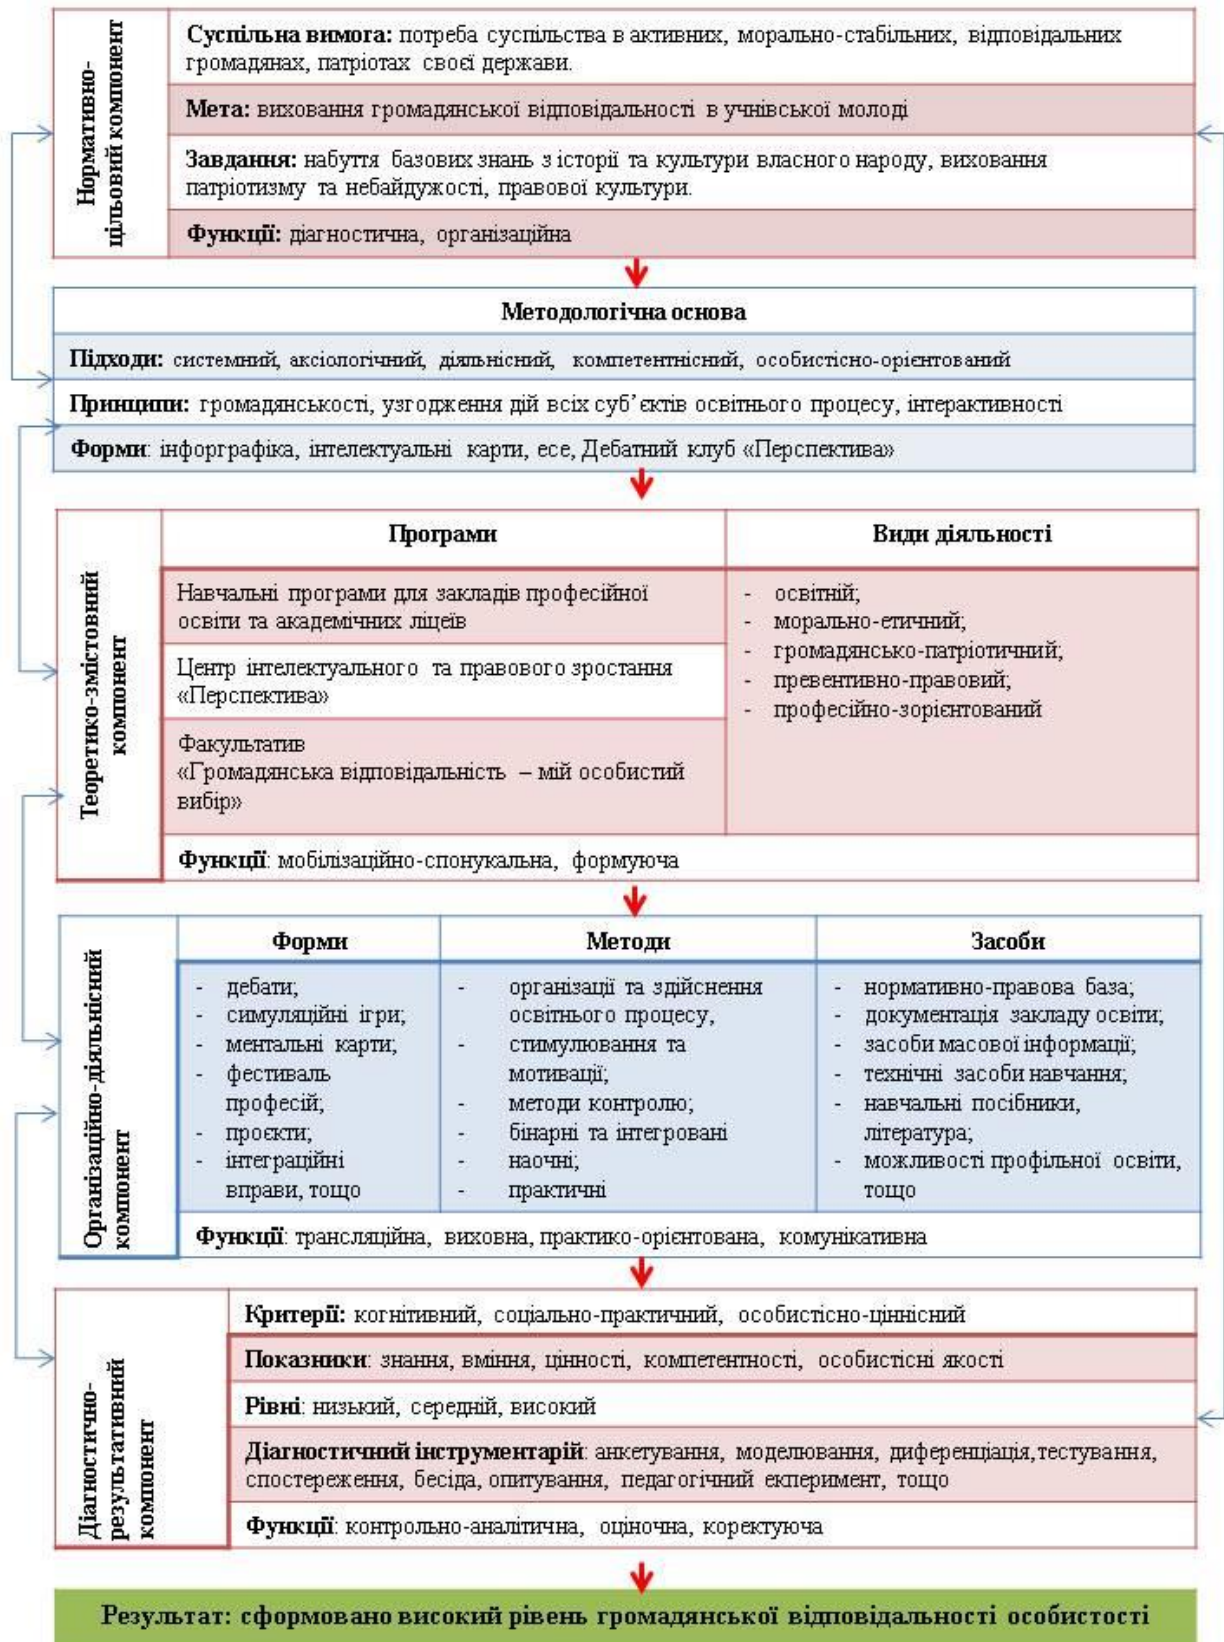 Нормативно-
цільовий компонент
Суспільна вимога: потреба суспільства в активних, морально-стабільних, відповідальних
громадянах, патріотах своєї держави.
Мета: виховання громадянської відповідальності в учнівської молоді
Завдання: набуття базових знань з історії та культури власного народу, виховання
патріотизму та небайдужості, правової культури.
Функції: діагностична, організаційна
Методологічна основа
Підходи: системний, аксіологічний, діяльнісний, компетентнісний, особистісно-орієнтований
Принципи: громадянськості, узгодження дій всіх суб’єктів освітнього процесу, інтерактивності
Форми: інфорграфіка, інтелектуальні карти, есе, Дебатний клуб «Перспектива»
Теоретико-змістовний
компонент
Програми
Навчальні програми для закладів професійної
освіти та академічних ліцеїв
Центр інтелектуального та правового зростання
«Перспектива»
Факультатив
«Громадянська відповідальність – мій особистий
вибір»
Види діяльності
- освітній;
- морально-етичний;
- громадянсько-патріотичний;
- превентивно-правовий;
- професійно-зорієнтований
Функції: мобілізаційно-спонукальна, формуюча
Організаційно-діяльнісний
компонент
Форми
- дебати;
- симуляційні ігри;
- ментальні карти;
- фестиваль
професій;
- проєкти;
- інтеграційні
вправи, тощо
Методи
- організації та здійснення
освітнього процесу,
- стимулювання та
мотивації;
- методи контролю;
- бінарні та інтегровані
- наочні;
- практичні
Засоби
- нормативно-правова база;
- документація закладу освіти;
- засоби масової інформації;
- технічні засоби навчання;
- навчальні посібники,
література;
- можливості профільної освіти,
тощо
Функції: трансляційна, виховна, практико-орієнтована, комунікативна
Діагностично-
результативний
компонент
Критерії: когнітивний, соціально-практичний, особистісно-ціннісний
Показники: знання, вміння, цінності, компетентності, особистісні якості
Рівні: низький, середній, високий
Діагностичний інструментарій: анкетування, моделювання, диференціація,тестування,
спостереження, бесіда, опитування, педагогічний експеримент, тощо
Функції: контрольно-аналітична, оціночна, коректуюча
Результат: сформовано високий рівень громадянської відповідальності особистості